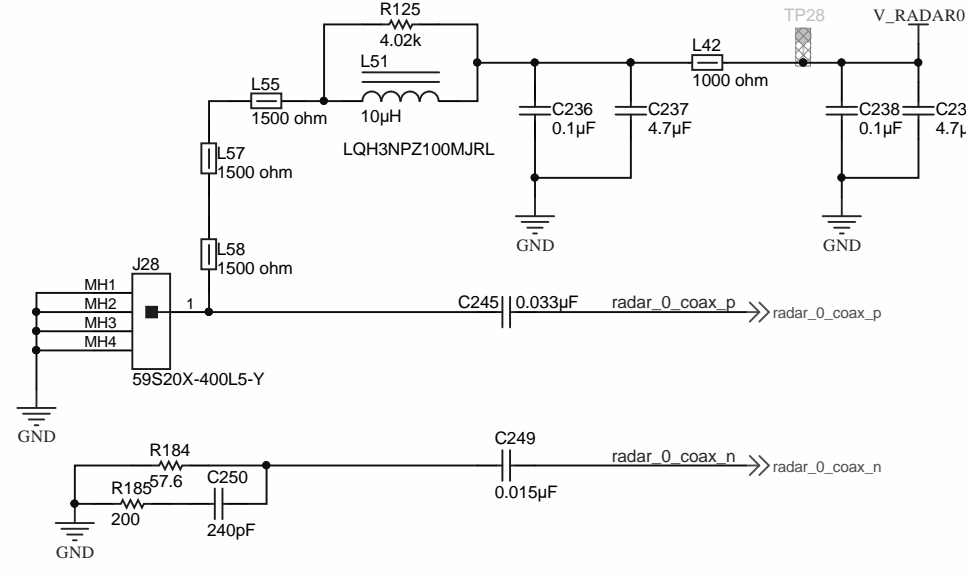 R125
4.02k
TP28
V_RADAR0
L51
10µH
LQH3NPZ100MJRL
L42
1000 ohm
L55
1500 ohm
C236
0.1µF
C237
4.7µF
C238
0.1µF
C23
4.7µ
L57
1500 ohm
GND
GND
L58
1500 ohm
J28
MH1
MH2
MH3
MH4
1
59S20X-400L5-Y
C245
0.033µF
radar_0_coax_p
radar_0_coax_p
GND
R184
57.6
R185
200
C250
240pF
C249
0.015µF
radar_0_coax_n
radar_0_coax_n
GND